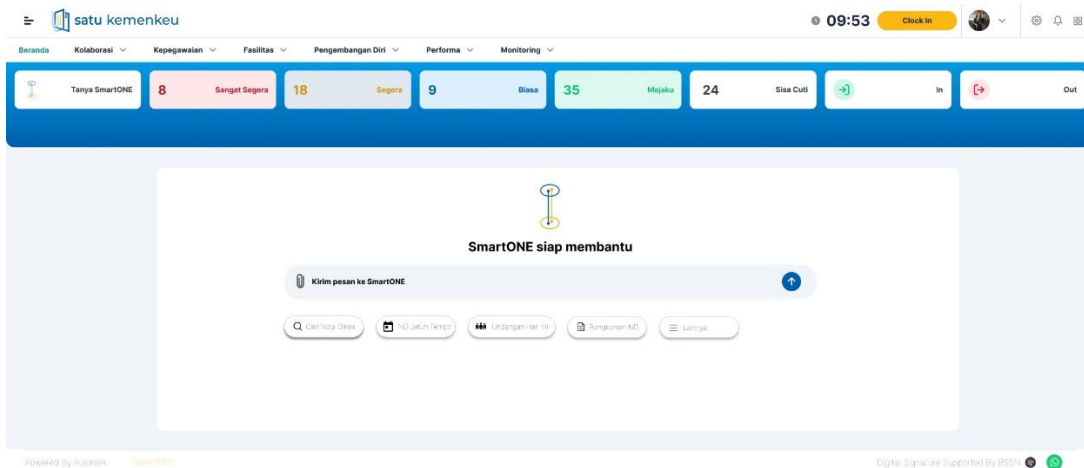 satu kemenkeu
09:53 Clock In
Beranda Kolaborasi Kepegawaian Fasilitas Pengembangan Diri Performa Monitoring
Tanya SmartONE 8 Sangat Segera 18 Segera 9 Biasa 35 Mejaku 24 Sisa Cuti In Out
SmartONE siap membantu
Kirim pesan ke SmartONE
Cari Nota Dinas ND Jatuh Tempo Undangan Hari Ini Rangkuman ND Lainnya
Powered By Pusintek Digital Signature Supported By BSSN